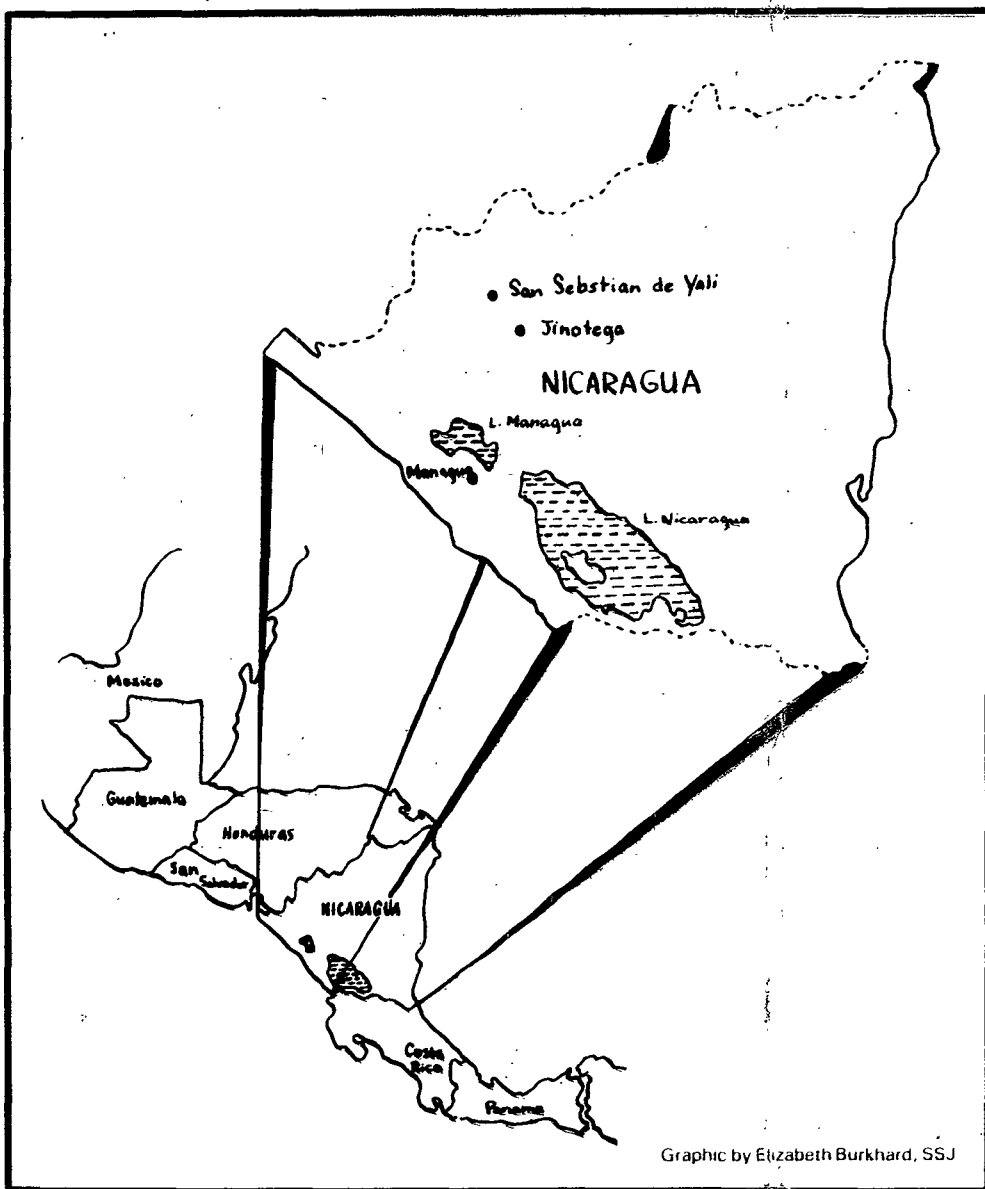 San Sebstian de Yali
Jinotega
NICARAGUA
L. Managua
Managua
L. Nicaragua
Mexico
Guatemala
Honduras
San
Salvador
NICARAGUA
Costa
Rica
Panama
Graphic by Elizabeth Burkhard, SSJ